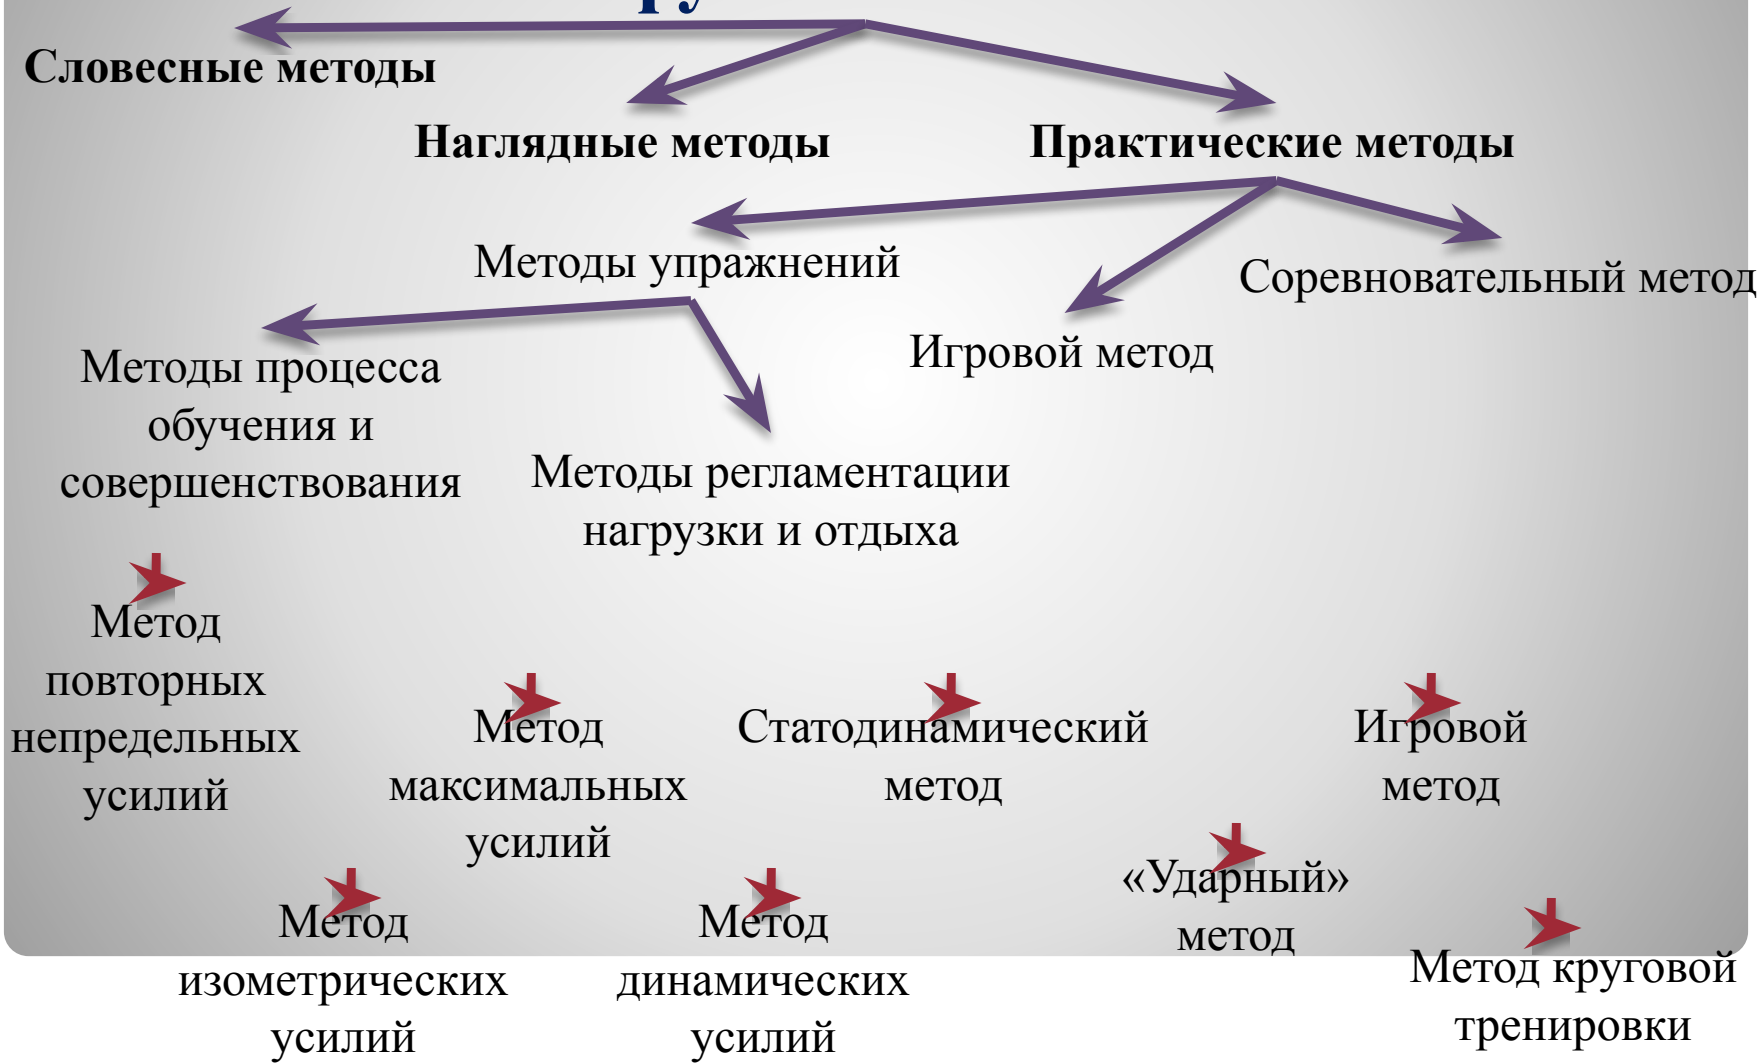 Словесные методы
Наглядные методы
Практические методы
Методы упражнений
Соревновательный метод
Игровой метод
Методы процесса
обучения и
совершенствования
Методы регламентации
нагрузки и отдыха
Метод
повторных
непредельных
усилий
Метод
максимальных
усилий
Статодинамический
метод
Игровой
метод
Метод
изометрических
усилий
Метод
динамических
усилий
«Ударный»
метод
Метод круговой
тренировки